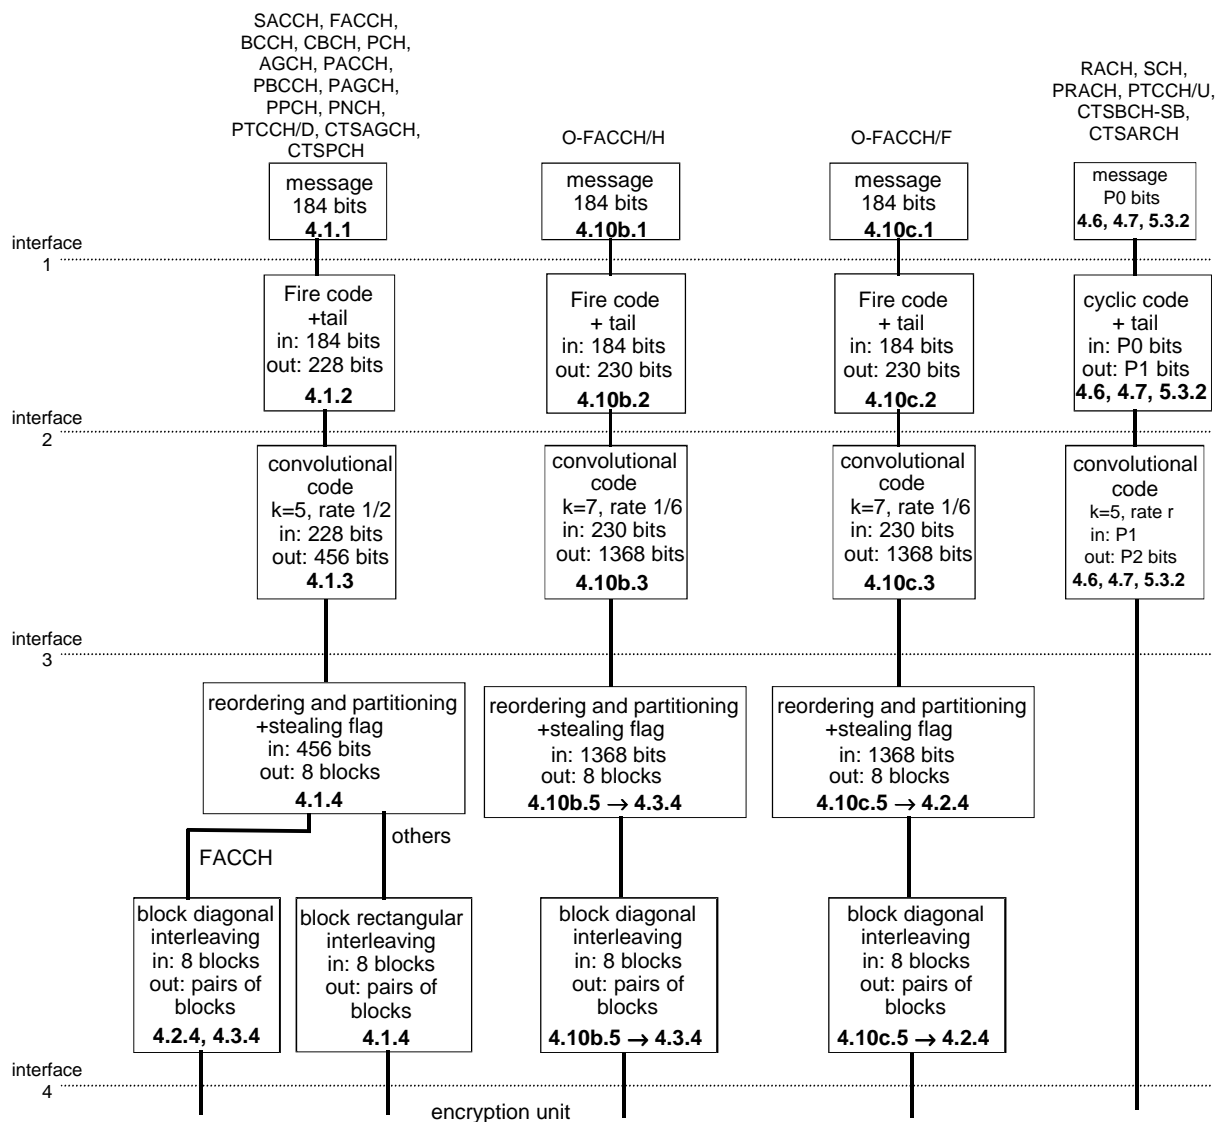 SACCH, FACCH,
BCCH, CBCH, PCH,
AGCH, PACCH,
PBCCH, PAGCH,
PPCH, PNCH,
PTCCH/D, CTSAGCH,
CTSPCH
O-FACCH/H
O-FACCH/F
RACH, SCH,
PRACH, PTCCH/U,
CTSBCH-SB,
CTSARCH
message
184 bits
4.1.1
message
184 bits
4.10b.1
message
184 bits
4.10c.1
message
P0 bits
4.6, 4.7, 5.3.2
interface
1
Fire code
+tail
in: 184 bits
out: 228 bits
4.1.2
Fire code
+ tail
in: 184 bits
out: 230 bits
4.10b.2
Fire code
+ tail
in: 184 bits
out: 230 bits
4.10c.2
cyclic code
+ tail
in: P0 bits
out: P1 bits
4.6, 4.7, 5.3.2
interface
2
convolutional
code
k=5, rate 1/2
in: 228 bits
out: 456 bits
4.1.3
convolutional
code
k=7, rate 1/6
in: 230 bits
out: 1368 bits
4.10b.3
convolutional
code
k=7, rate 1/6
in: 230 bits
out: 1368 bits
4.10c.3
convolutional
code
k=5, rate r
in: P1
out: P2 bits
4.6, 4.7, 5.3.2
interface
3
reordering and partitioning
+stealing flag
in: 456 bits
out: 8 blocks
4.1.4
reordering and partitioning
+stealing flag
in: 1368 bits
out: 8 blocks
4.10b.5 → 4.3.4
reordering and partitioning
+stealing flag
in: 1368 bits
out: 8 blocks
4.10c.5 → 4.2.4
FACCH
others
block diagonal
interleaving
in: 8 blocks
out: pairs of
blocks
4.2.4, 4.3.4
block rectangular
interleaving
in: 8 blocks
out: pairs of
blocks
4.1.4
block diagonal
interleaving
in: 8 blocks
out: pairs of
blocks
4.10b.5 → 4.3.4
block diagonal
interleaving
in: 8 blocks
out: pairs of
blocks
4.10c.5 → 4.2.4
interface
4
encryption unit